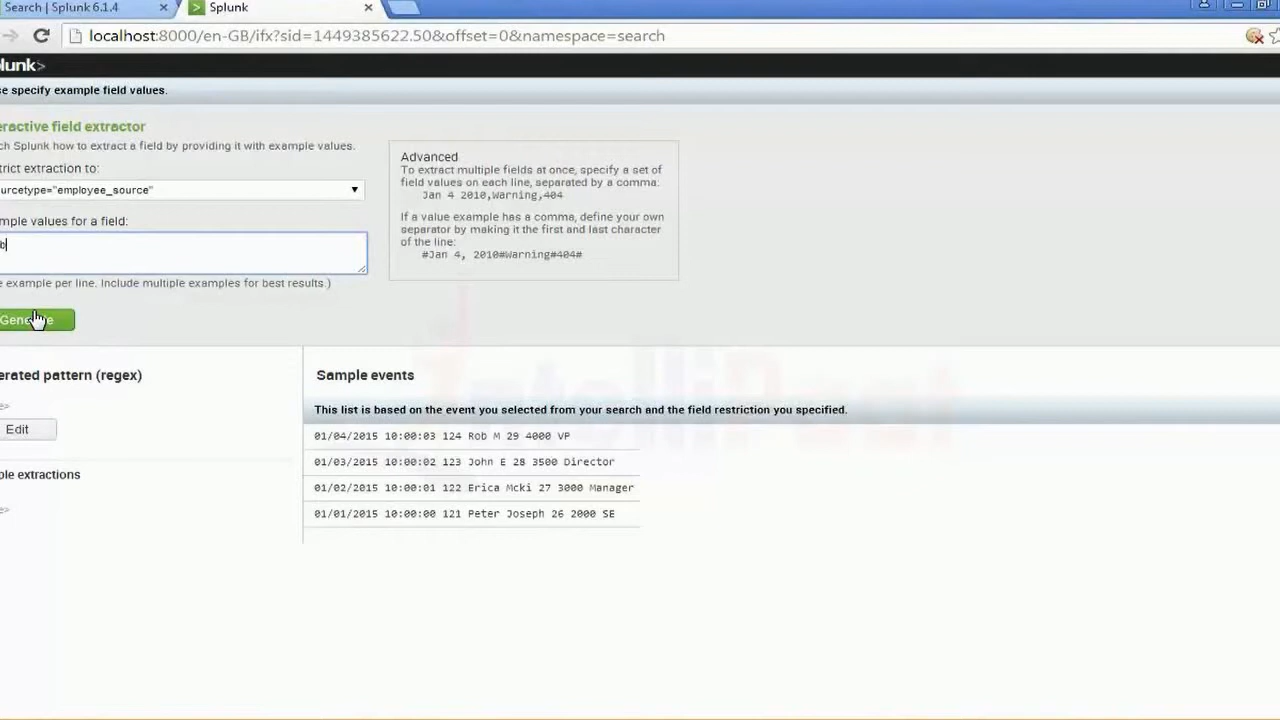 Search | Splunk 6.1.4
Splunk
localhost:8000/en-GB/ifx?sid=1449385622.50&offset=0&namespace=search
lunk>
e specify example field values.
eractive field extractor
ch Splunk how to extract a field by providing it with example values.
trict extraction to:
urcetype="employee_source"
mple values for a field:
b
e example per line. Include multiple examples for best results.)
Generate
Advanced
To extract multiple fields at once, specify a set of
field values on each line, separated by a comma:
Jan 4 2010,Warning,404
If a value example has a comma, define your own
separator by making it the first and last character
of the line:
#Jan 4, 2010#Warning#404#
erated pattern (regex)
e>
Edit
ple extractions
e>
Sample events
This list is based on the event you selected from your search and the field restriction you specified.
01/04/2015 10:00:03 124 Rob M 29 4000 VP
01/03/2015 10:00:02 123 John E 28 3500 Director
01/02/2015 10:00:01 122 Erica Mcki 27 3000 Manager
01/01/2015 10:00:00 121 Peter Joseph 26 2000 SE